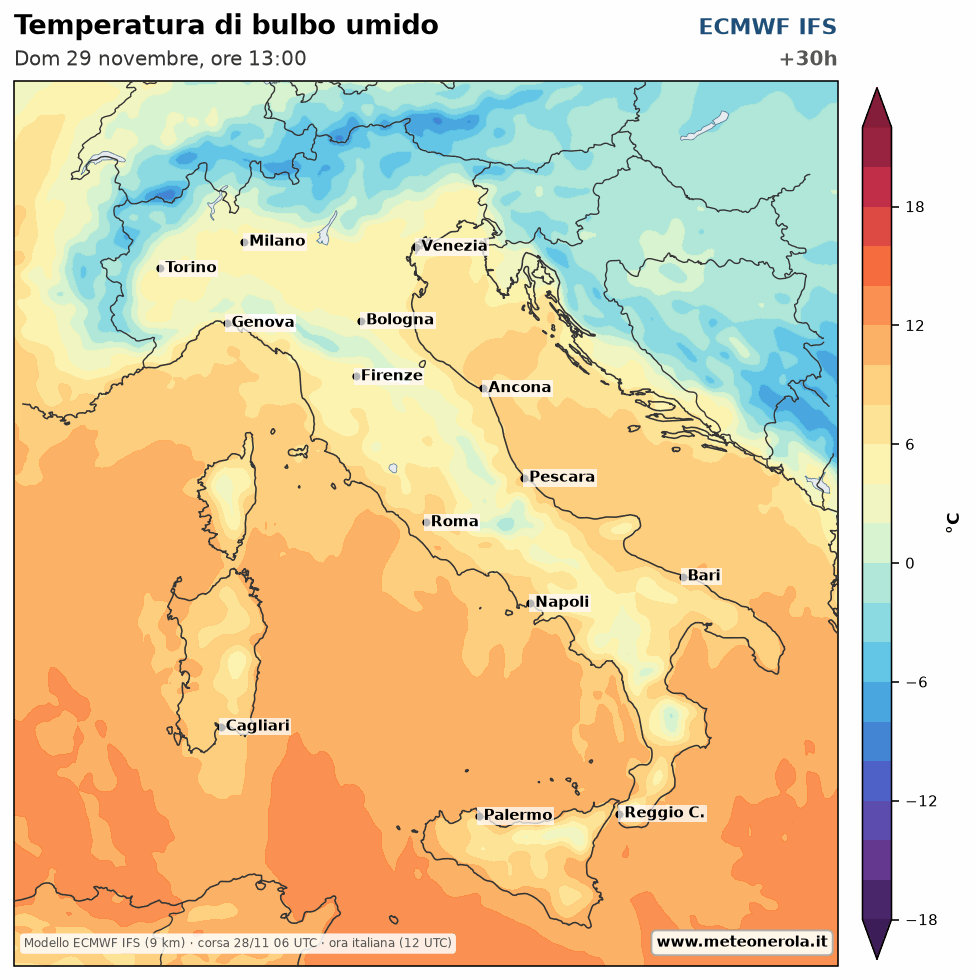 Temperatura di bulbo umido
ECMWF IFS
Dom 29 novembre, ore 13:00
+30h
Milano
Venezia
Torino
Genova
Bologna
Firenze
Ancona
Pescara
Roma
Bari
Napoli
Cagliari
Palermo
Reggio C.
18
12
6
0
−6
−12
−18
°C
Modello ECMWF IFS (9 km) · corsa 28/11 06 UTC · ora italiana (12 UTC)
www.meteonerola.it